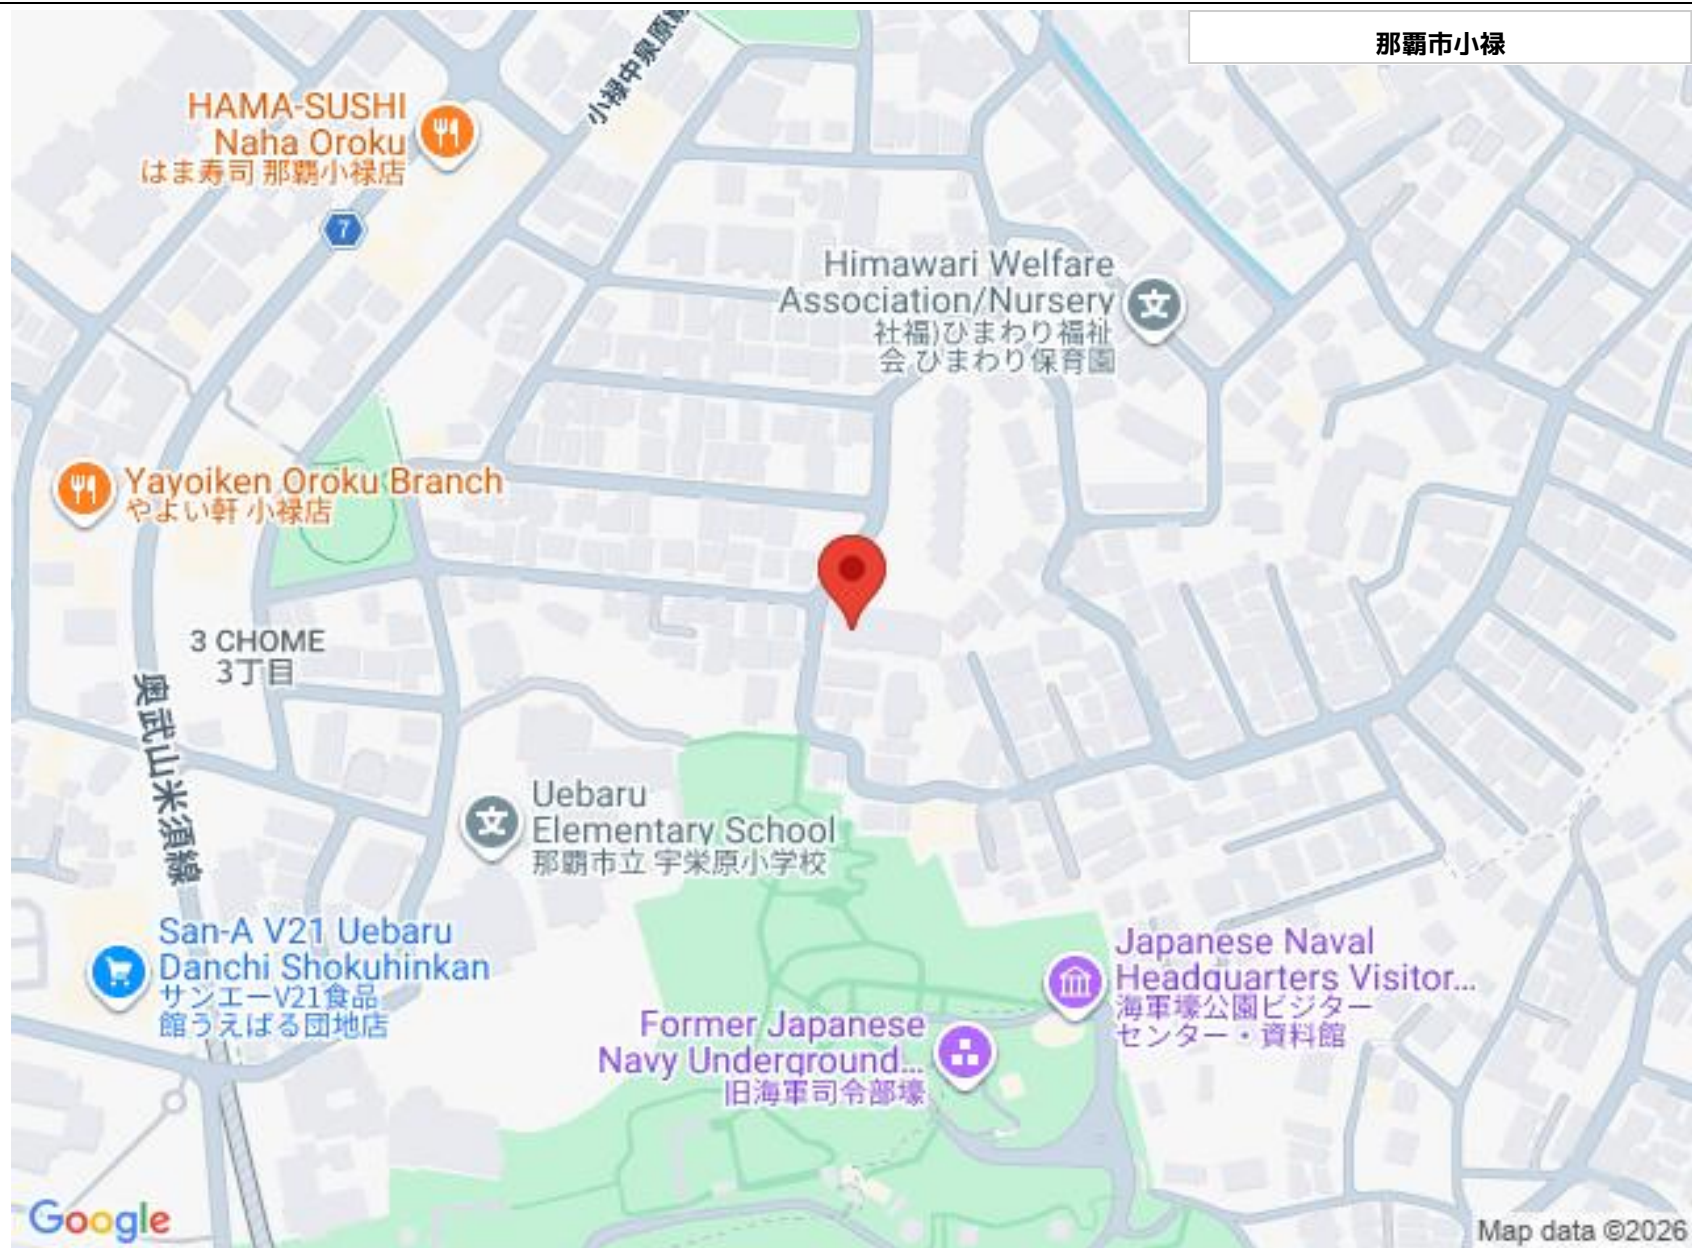 那覇市小禄
小禄中泉原線
HAMA-SUSHI
Naha Oroku
はま寿司 那覇小禄店
7
Himawari Welfare
Association/Nursery
社福)ひまわり福祉
会 ひまわり保育園
Yayoiken Oroku Branch
やよい軒 小禄店
3 CHOME
3丁目
奥武山米須線
Uebaru
Elementary School
那覇市立 宇栄原小学校
San-A V21 Uebaru
Danchi Shokuhinkan
サンエーV21食品
館うえばる団地店
Japanese Naval
Headquarters Visitor...
海軍壕公園ビジター
センター・資料館
Former Japanese
Navy Underground...
旧海軍司令部壕
Google
Map data ©2026